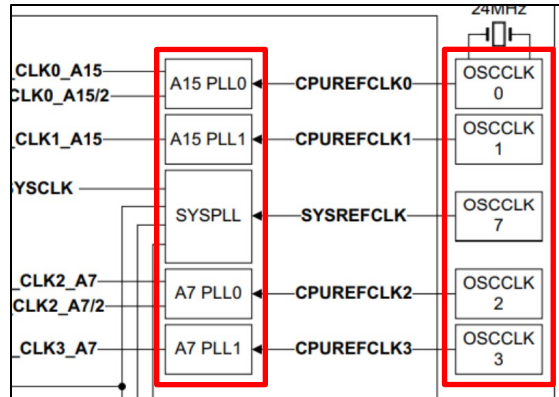 24MHz
_CLK0_A15
CLK0_A15/2
A15 PLL0
CPUREFCLK0
OSCCLK
0
_CLK1_A15
A15 PLL1
CPUREFCLK1
OSCCLK
1
YSCLK
SYSPLL
SYSREFCLK
OSCCLK
7
_CLK2_A7
CLK2_A7/2
A7 PLL0
CPUREFCLK2
OSCCLK
2
_CLK3_A7
A7 PLL1
CPUREFCLK3
OSCCLK
3